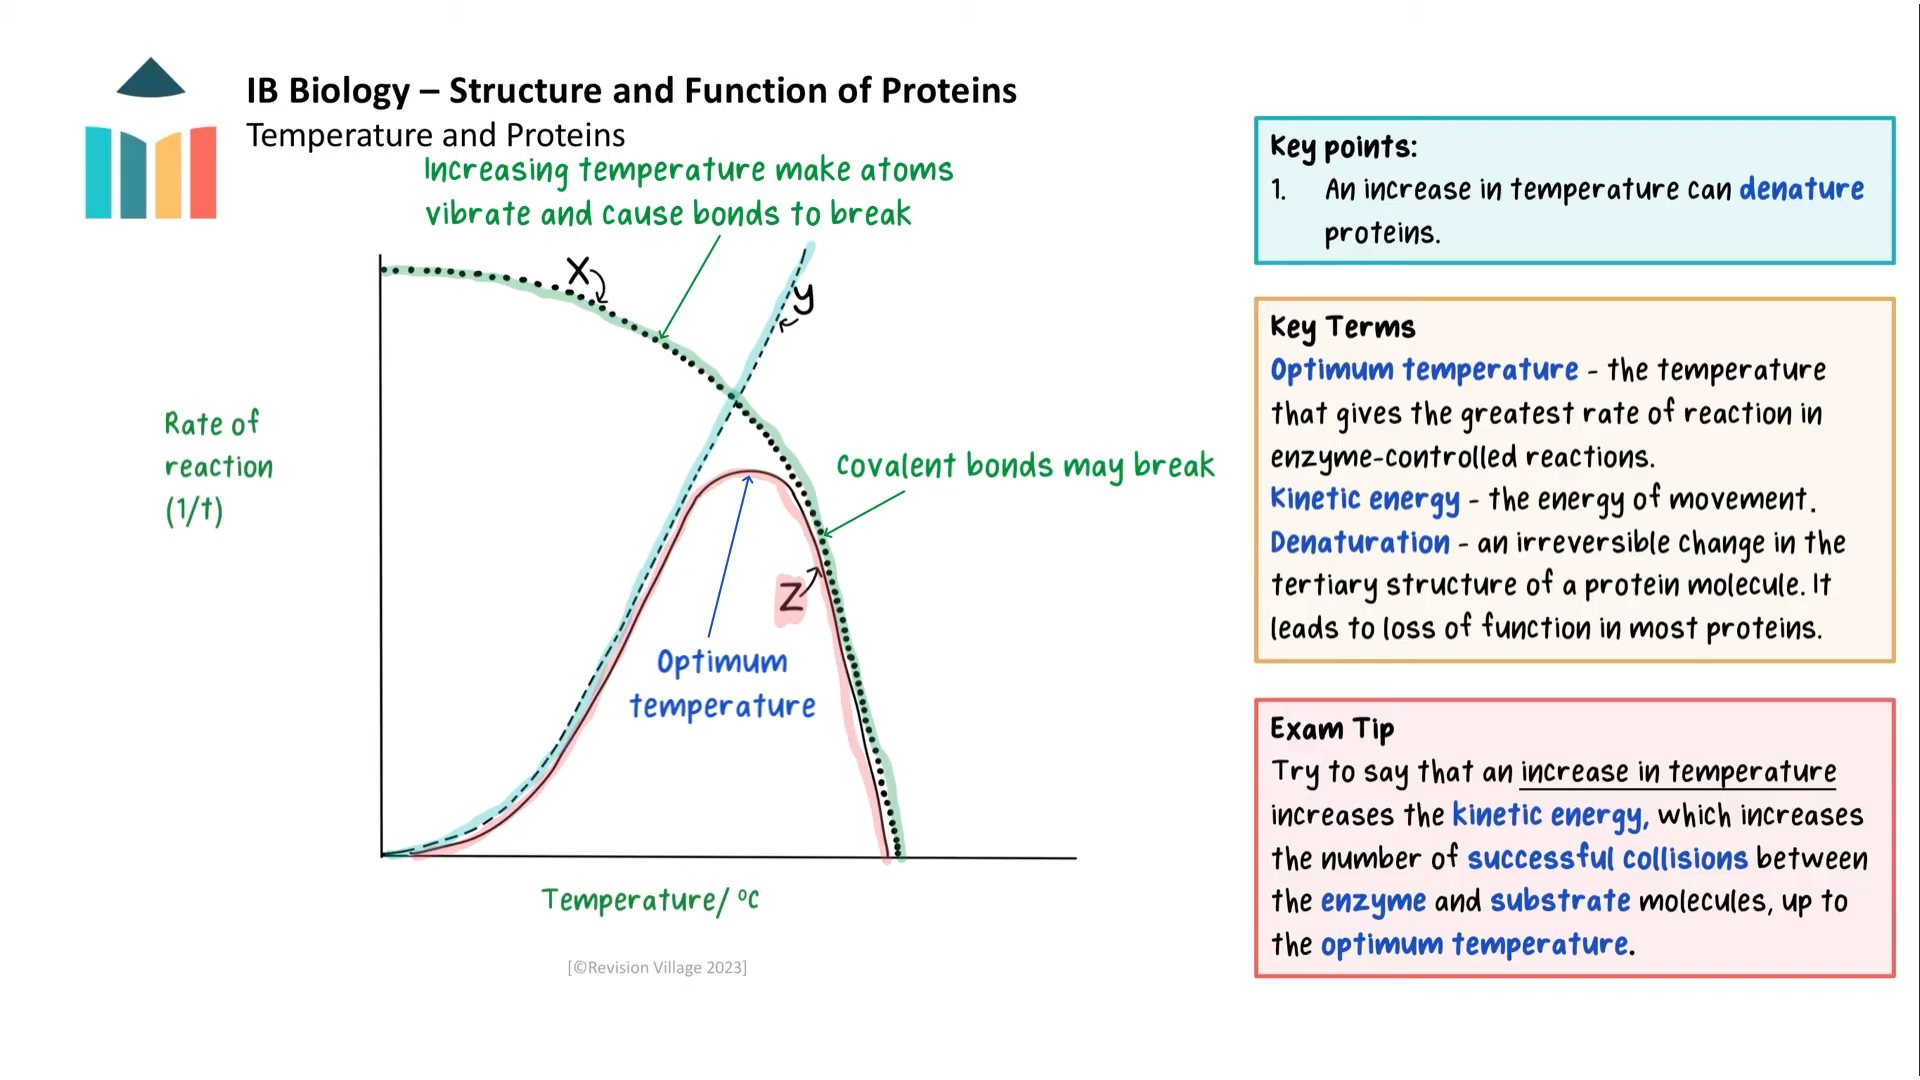 IB Biology – Structure and Function of Proteins
Temperature and Proteins
Increasing temperature make atoms
vibrate and cause bonds to break
X
y
Rate of
reaction
(1/t)
Covalent bonds may break
Z
Optimum
temperature
Temperature/ °C
[©Revision Village 2023]
Key points:
1. An increase in temperature can denature
proteins.
Key Terms
Optimum temperature - the temperature
that gives the greatest rate of reaction in
enzyme-controlled reactions.
Kinetic energy - the energy of movement.
Denaturation - an irreversible change in the
tertiary structure of a protein molecule. It
leads to loss of function in most proteins.
Exam Tip
Try to say that an increase in temperature
increases the kinetic energy, which increases
the number of successful collisions between
the enzyme and substrate molecules, up to
the optimum temperature.